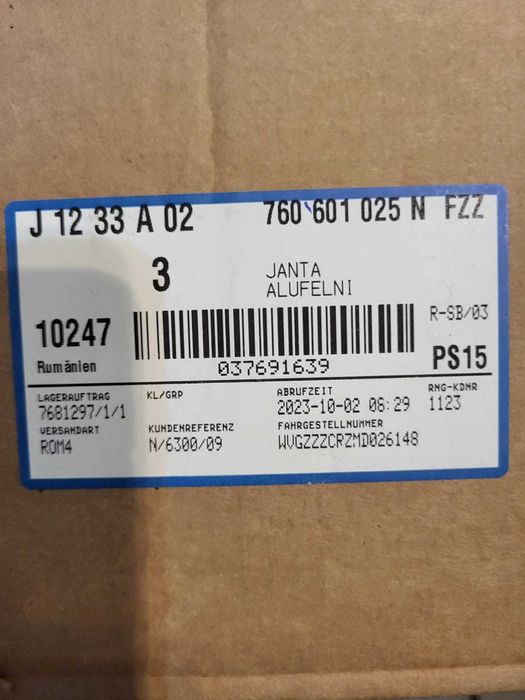 J 12 33 A 02 760 601 025 N FZZ
3 JANTA
ALUFELNI
R-SB/03
10247
Rumänien
037691639
PS15
LAGERAUFTRAG KL/GRP ABRUFZEIT RNG-KDNR
7681297/1/1 2023-10-02 06:29 1123
VERSANDART KUNDENREFERENZ FAHRGESTELLNUMMER
ROM4 N/6300/09 WVGZZZCRZMD026148